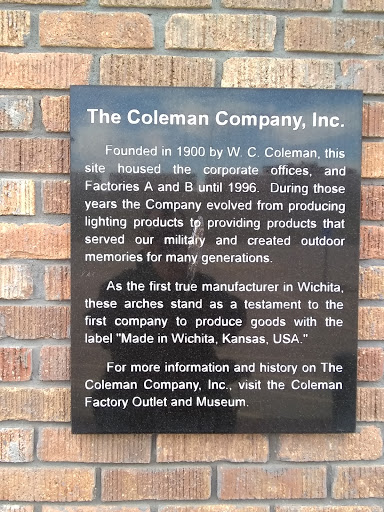 The Coleman Company, Inc.
Founded in 1900 by W. C. Coleman, this
site housed the corporate offices, and
Factories A and B until 1996. During those
years the Company evolved from producing
lighting products to providing products that
served our military and created outdoor
memories for many generations.
As the first true manufacturer in Wichita,
these arches stand as a testament to the
first company to produce goods with the
label "Made in Wichita, Kansas, USA."
For more information and history on The
Coleman Company, Inc., visit the Coleman
Factory Outlet and Museum.